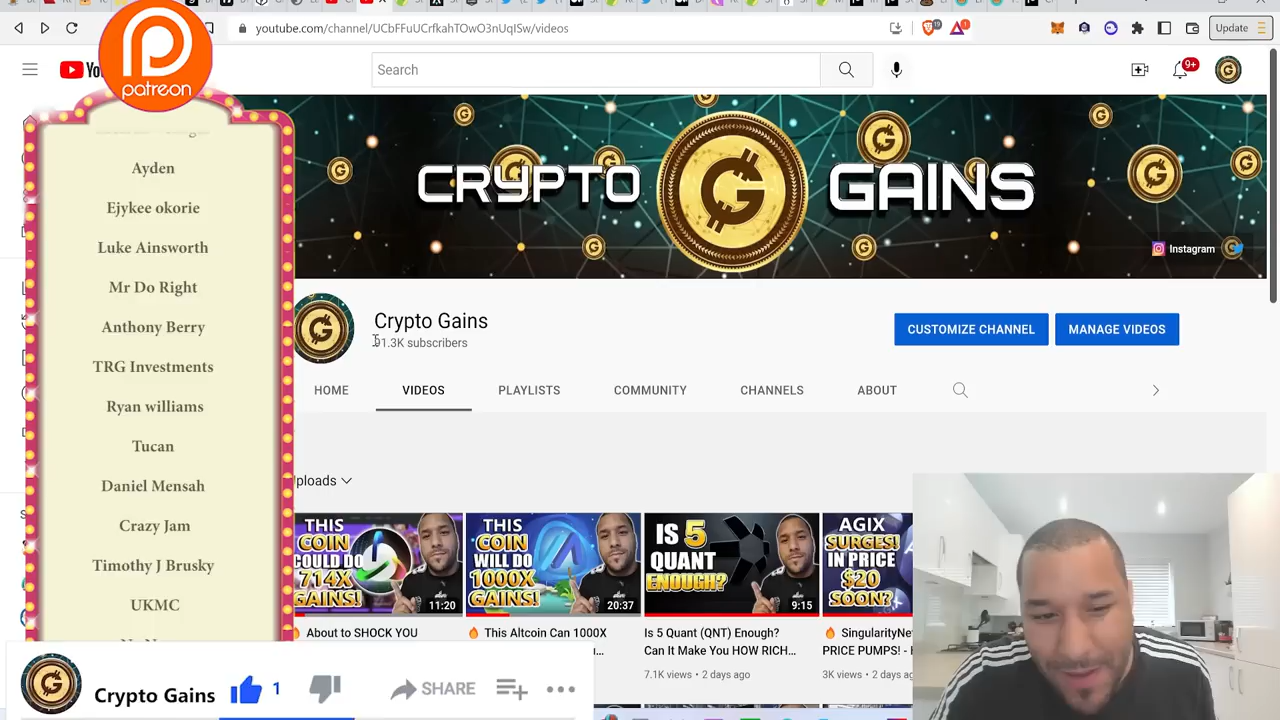 patreon
youtube.com/channel/UCbFFuUCrfkahTOwO3nUqISw/videos
Update
Search
9+
Ayden
Ejykee okorie
Luke Ainsworth
Mr Do Right
Anthony Berry
TRG Investments
Ryan williams
Tucan
Daniel Mensah
Crazy Jam
Timothy J Brusky
UKMC
CRYPTO GAINS
Instagram
Crypto Gains
91.3K subscribers
CUSTOMIZE CHANNEL
MANAGE VIDEOS
HOME
VIDEOS
PLAYLISTS
COMMUNITY
CHANNELS
ABOUT
ploads
THIS
COIN
OULD DO
714X
GAINS!
11:20
THIS
COIN
WILL DO
1000X
GAINS!
20:37
IS 5
QUANT
ENOUGH?
9:15
AGIX
SURGES!
IN PRICE
$20
SOON?
About to SHOCK YOU
This Altcoin Can 1000X
Is 5 Quant (QNT) Enough?
Can It Make You HOW RICH...
7.1K views • 2 days ago
SingularityNe
PRICE PUMPS! -
3K views • 2 days ago
Crypto Gains
1
SHARE